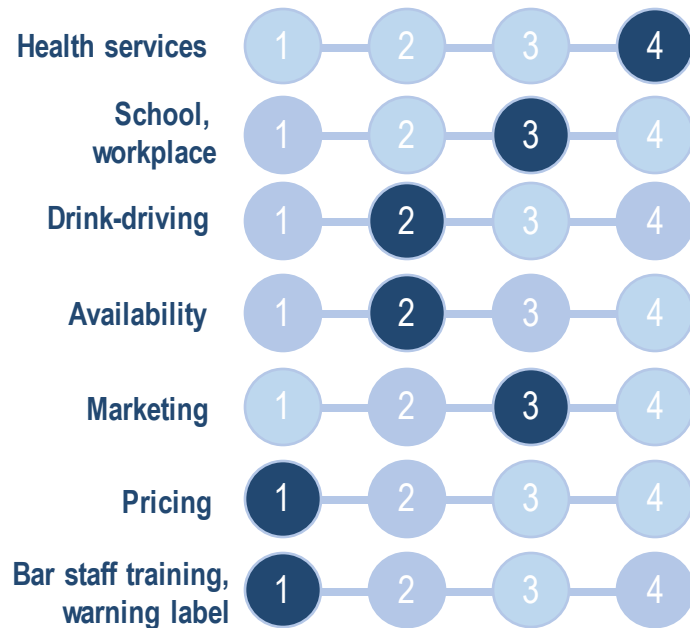 Health services 1 2 3 4
School,
workplace 1 2 3 4
Drink-driving 1 2 3 4
Availability 1 2 3 4
Marketing 1 2 3 4
Pricing 1 2 3 4
Bar staff training,
warning label 1 2 3 4